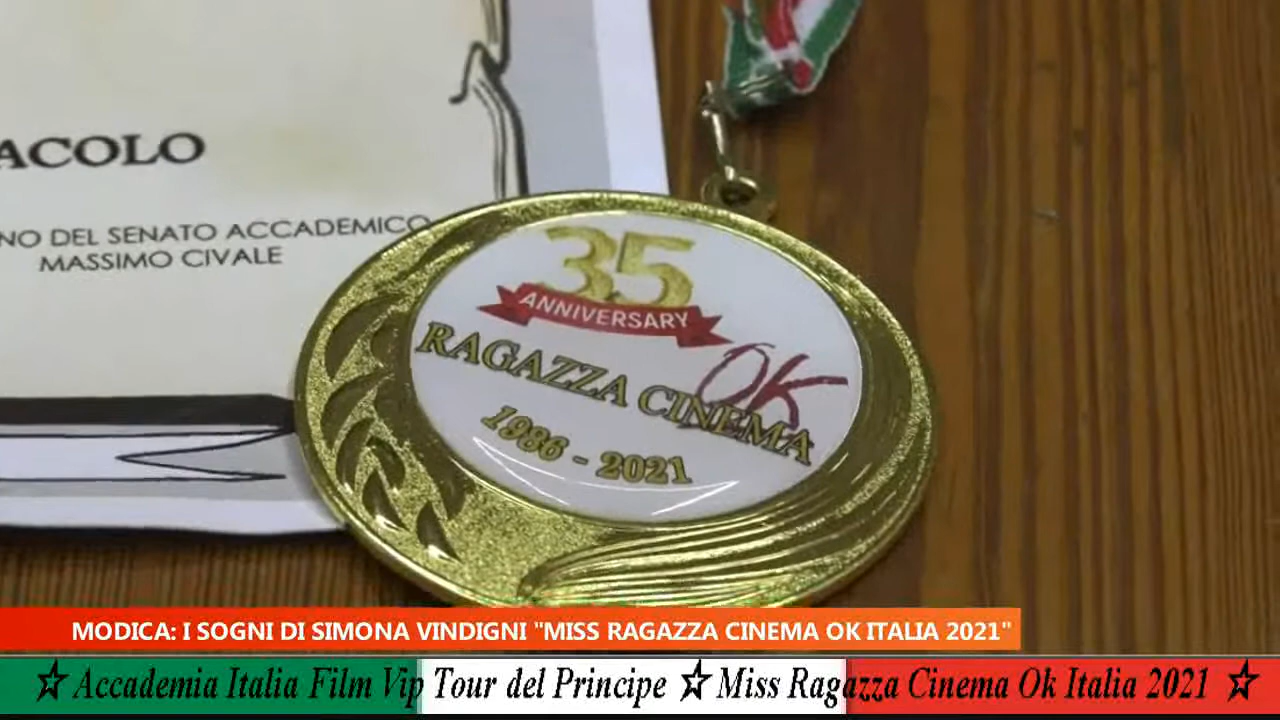 ACOLO
NO DEL SENATO ACCADEMICO
MASSIMO CIVALE
35
ANNIVERSARY
RAGAZZA CINEMA
OK
1986 - 2021
MODICA: I SOGNI DI SIMONA VINDIGNI "MISS RAGAZZA CINEMA OK ITALIA 2021"
☆ Accademia Italia Film Vip Tour del Principe ☆ Miss Ragazza Cinema Ok Italia 2021 ☆